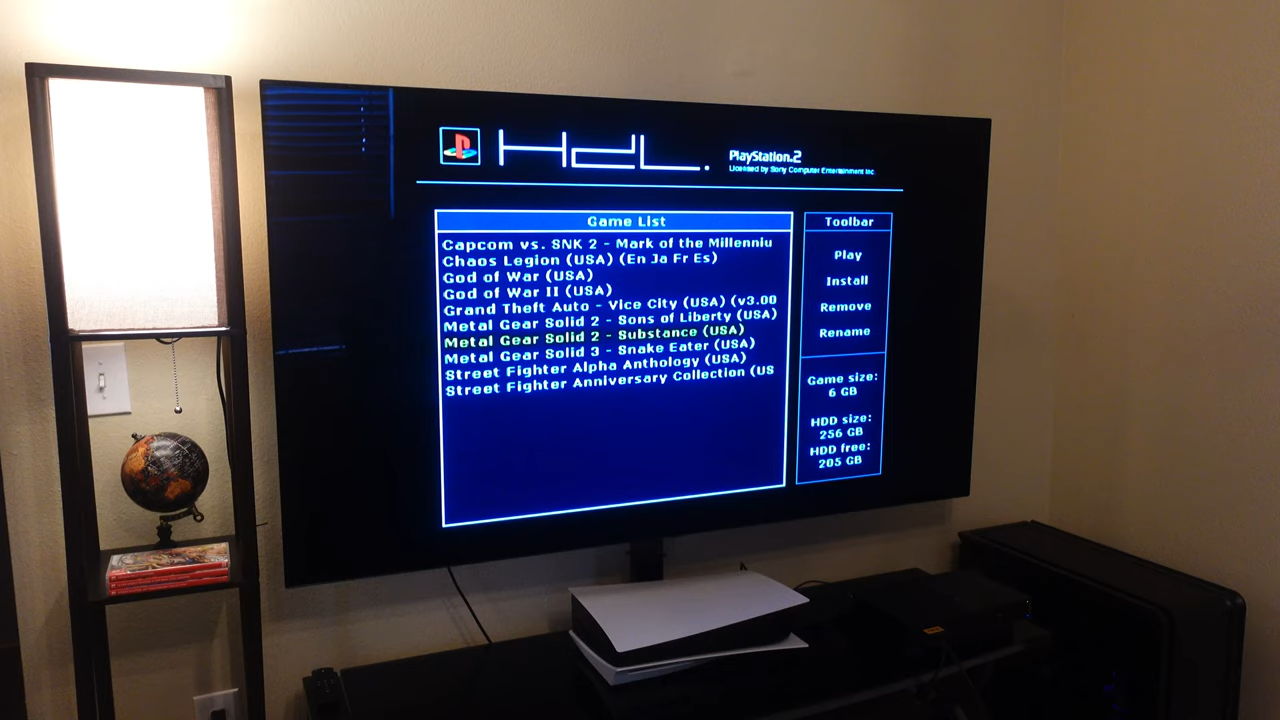 HDL.
PlayStation.2
Licensed by Sony Computer Entertainment Inc.
Game List
Capcom vs. SNK 2 - Mark of the Millenniu
Chaos Legion (USA) (En Ja Fr Es)
God of War (USA)
God of War II (USA)
Grand Theft Auto - Vice City (USA) (v3.00
Metal Gear Solid 2 - Sons of Liberty (USA)
Metal Gear Solid 2 - Substance (USA)
Metal Gear Solid 3 - Snake Eater (USA)
Street Fighter Alpha Anthology (USA)
Street Fighter Anniversary Collection (US
Toolbar
Play
Install
Remove
Rename
Game size:
6 GB
HDD size:
256 GB
HDD free:
205 GB